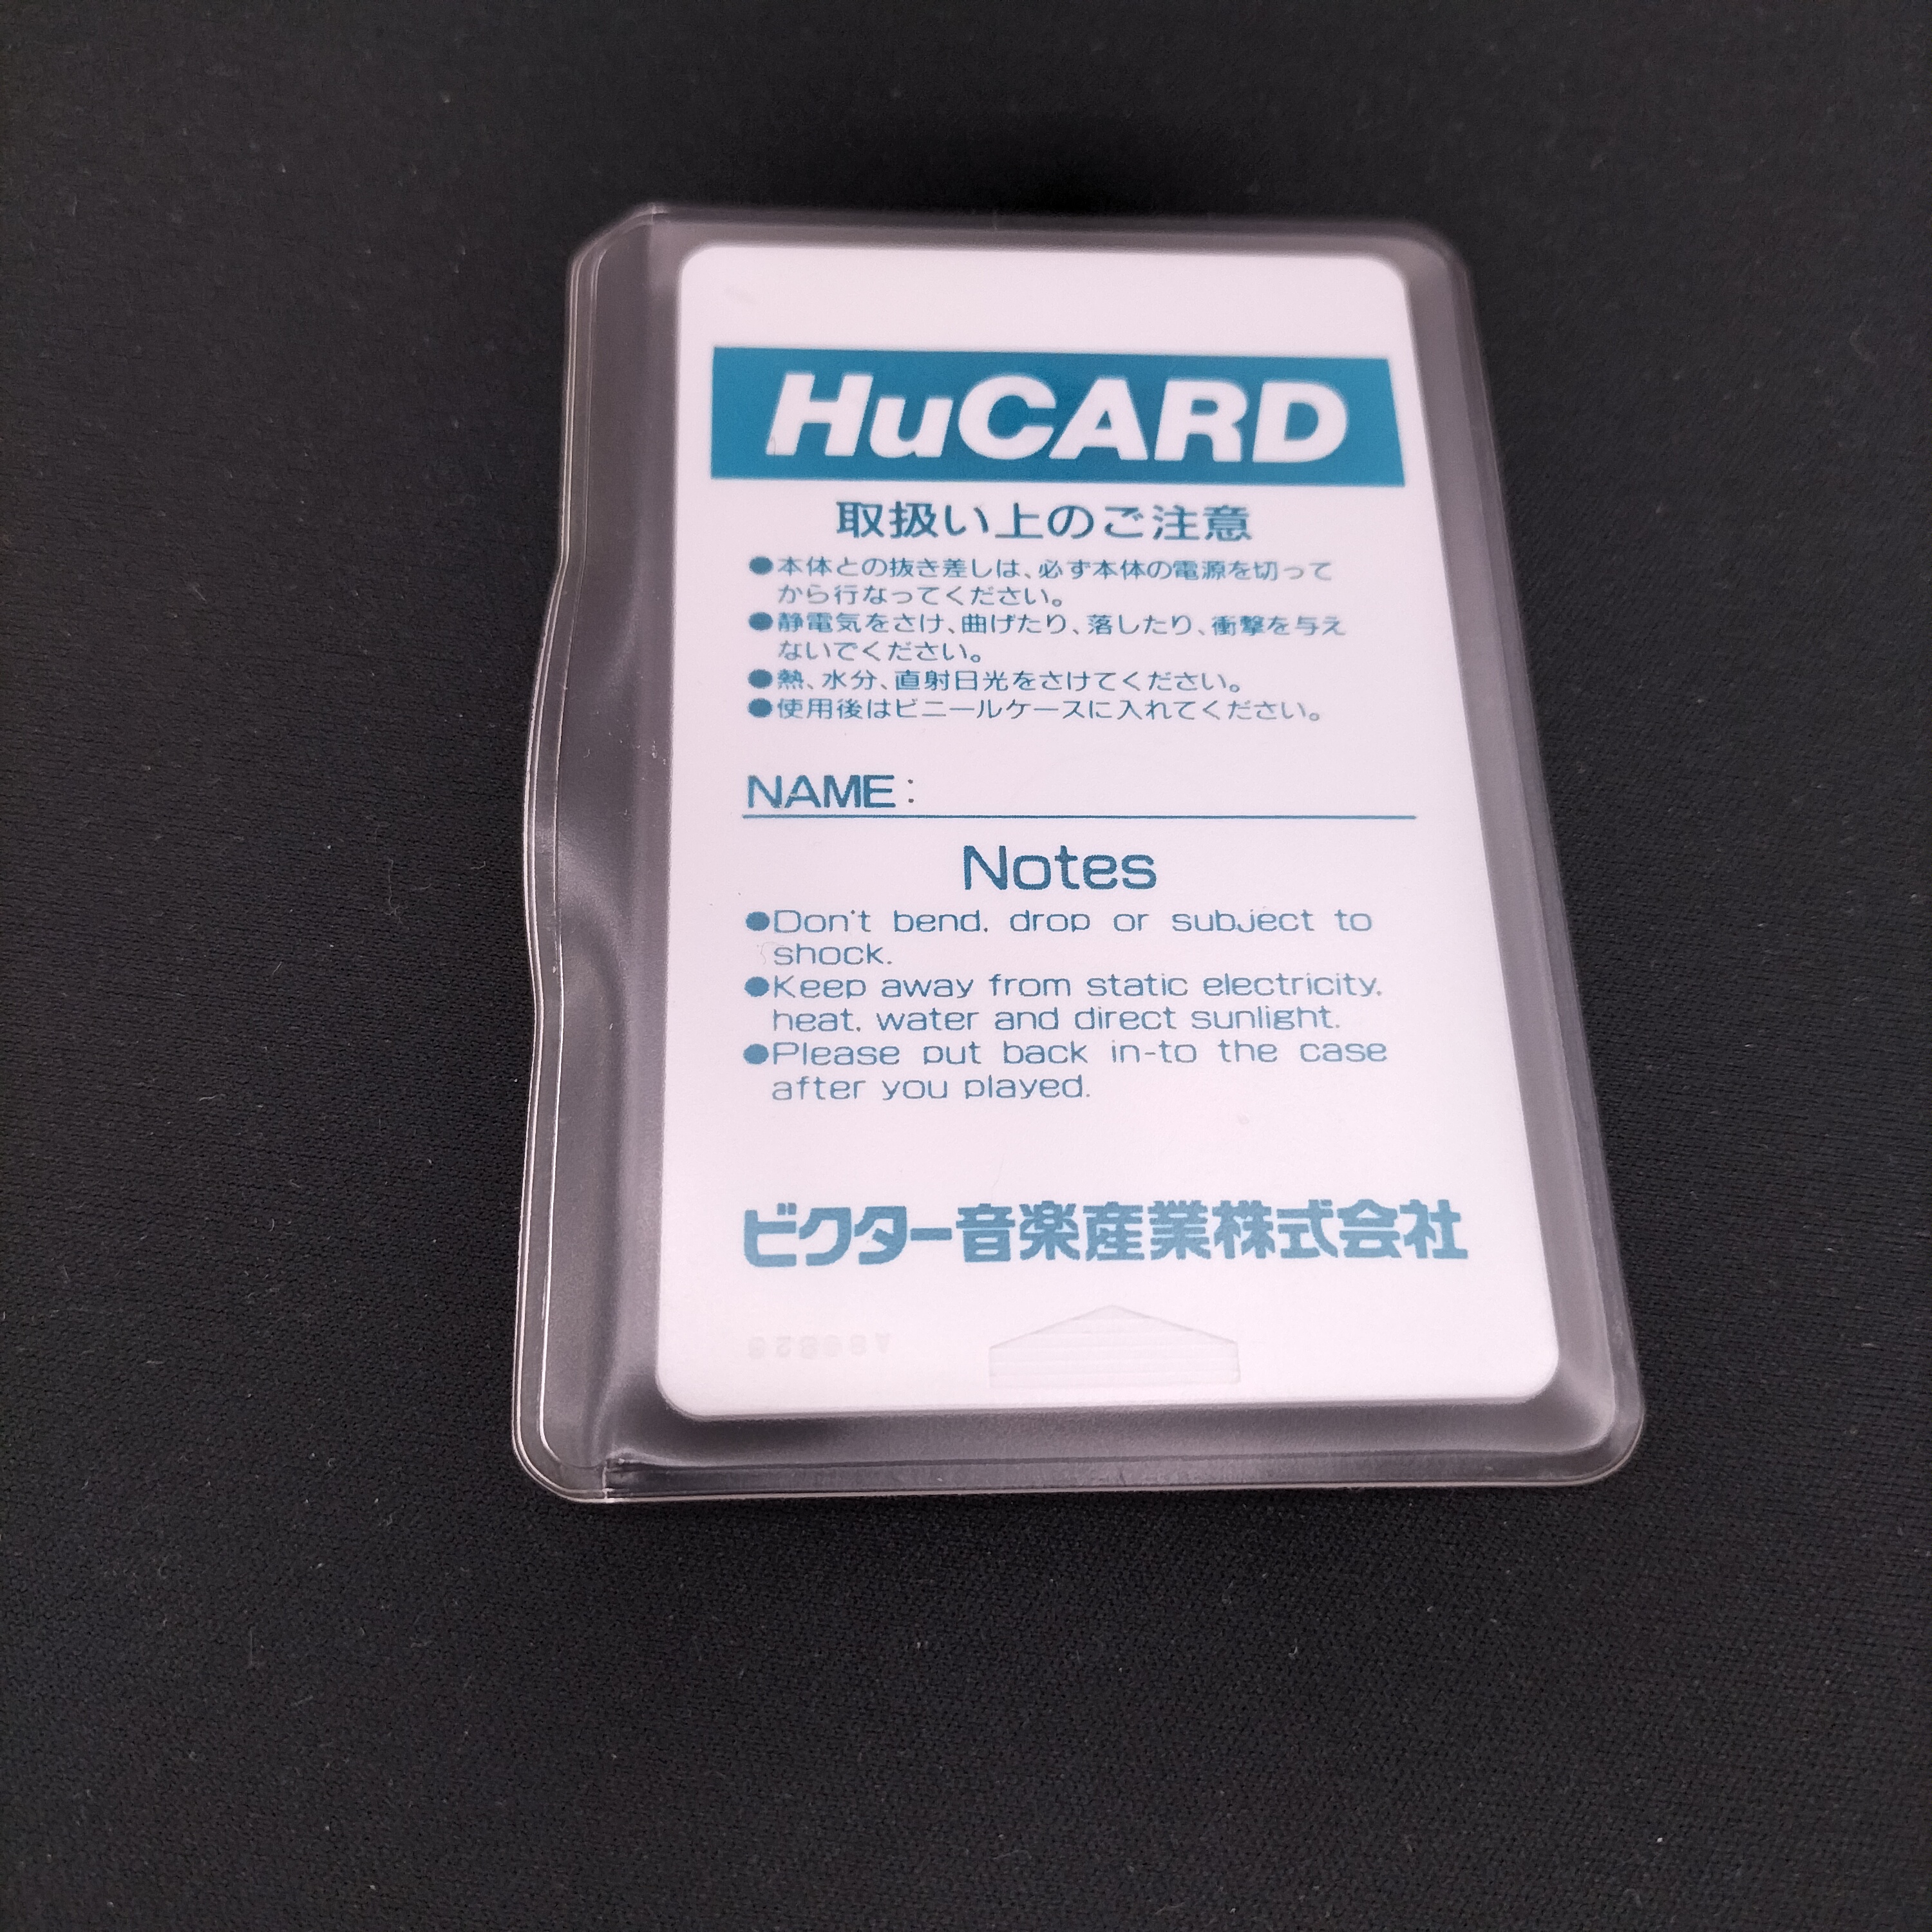 HuCARD
取扱い上のご注意
●本体との抜き差しは、必ず本体の電源を切って
から行なってください。
●静電気をさけ、曲げたり、落したり、衝撃を与え
ないでください。
●熱、水分、直射日光をさけてください。
●使用後はビニールケースに入れてください。
NAME:
Notes
●Don't bend, drop or subject to
shock.
●Keep away from static electricity,
heat, water and direct sunlight.
●Please put back in-to the case
after you played.
ビクター音楽産業株式会社